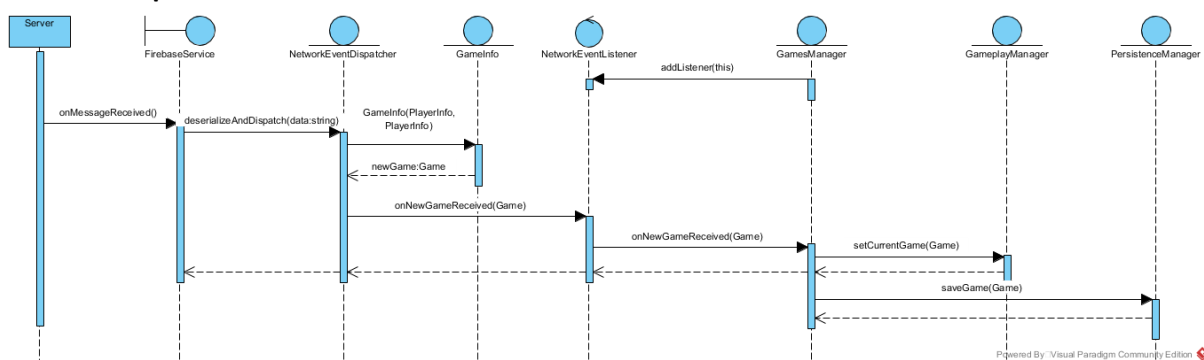 Server
FirebaseService
NetworkEventDispatcher
GameInfo
NetworkEventListener
GamesManager
GameplayManager
PersistenceManager
addListener(this)
onMessageReceived()
deserializeAndDispatch(data:string)
GameInfo(PlayerInfo,
PlayerInfo)
newGame:Game
onNewGameReceived(Game)
onNewGameReceived(Game)
setCurrentGame(Game)
saveGame(Game)
Powered By Visual Paradigm Community Edition